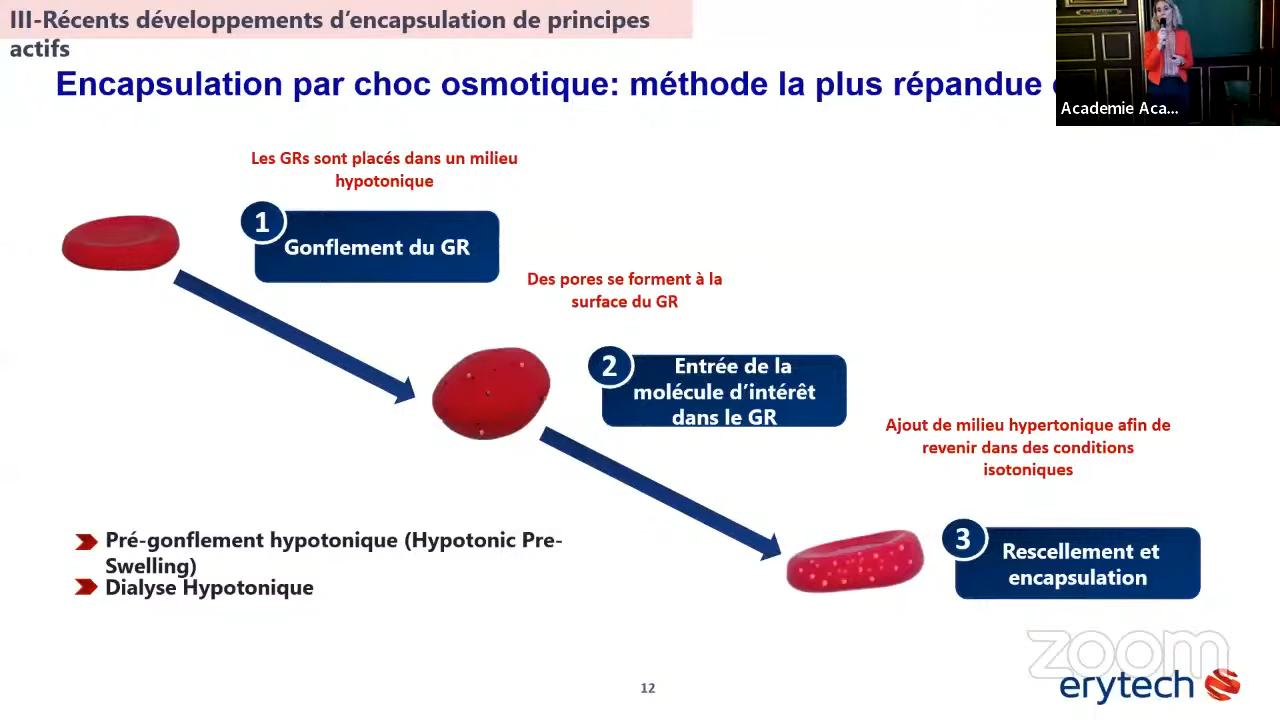 III-Récents développements d’encapsulation de principes
actifs
Encapsulation par choc osmotique: méthode la plus répandue
Academie Aca...
Les GRs sont placés dans un milieu
hypotonique
1
Gonflement du GR
Des pores se forment à la
surface du GR
2
Entrée de la
molécule d’intérêt
dans le GR
Ajout de milieu hypertonique afin de
revenir dans des conditions
isotoniques
3
Rescellement et
encapsulation
Pré-gonflement hypotonique (Hypotonic Pre-
Swelling)
Dialyse Hypotonique
zoom
erytech
12